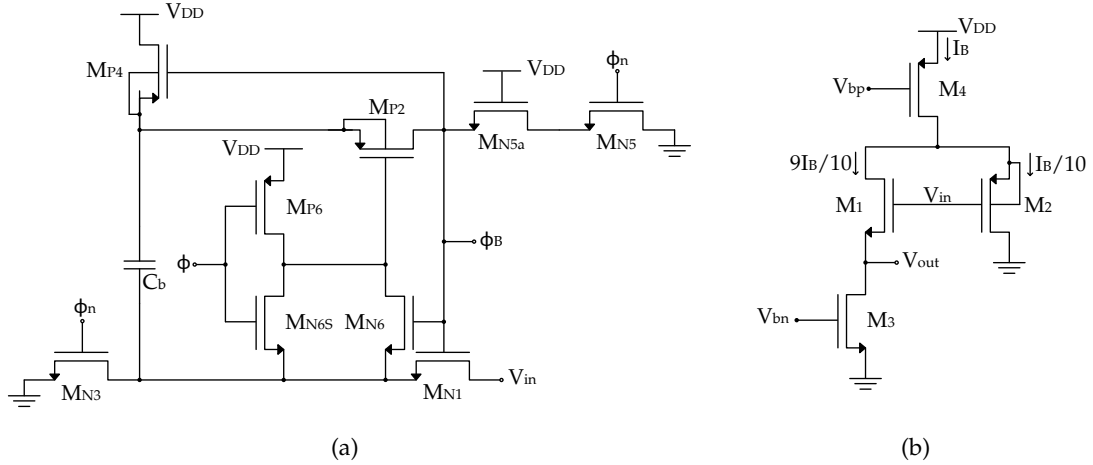 VDD
MP4
MP2
VDD
ϕn
MN5a
MN5
VDD
MP6
ϕB
ϕ
Cb
ϕn
MN6S
MN6
MN3
MN1
Vin
(a)
VDD
IB
Vbp
M4
9IB/10
IB/10
M1
Vin
M2
Vout
Vbn
M3
(b)